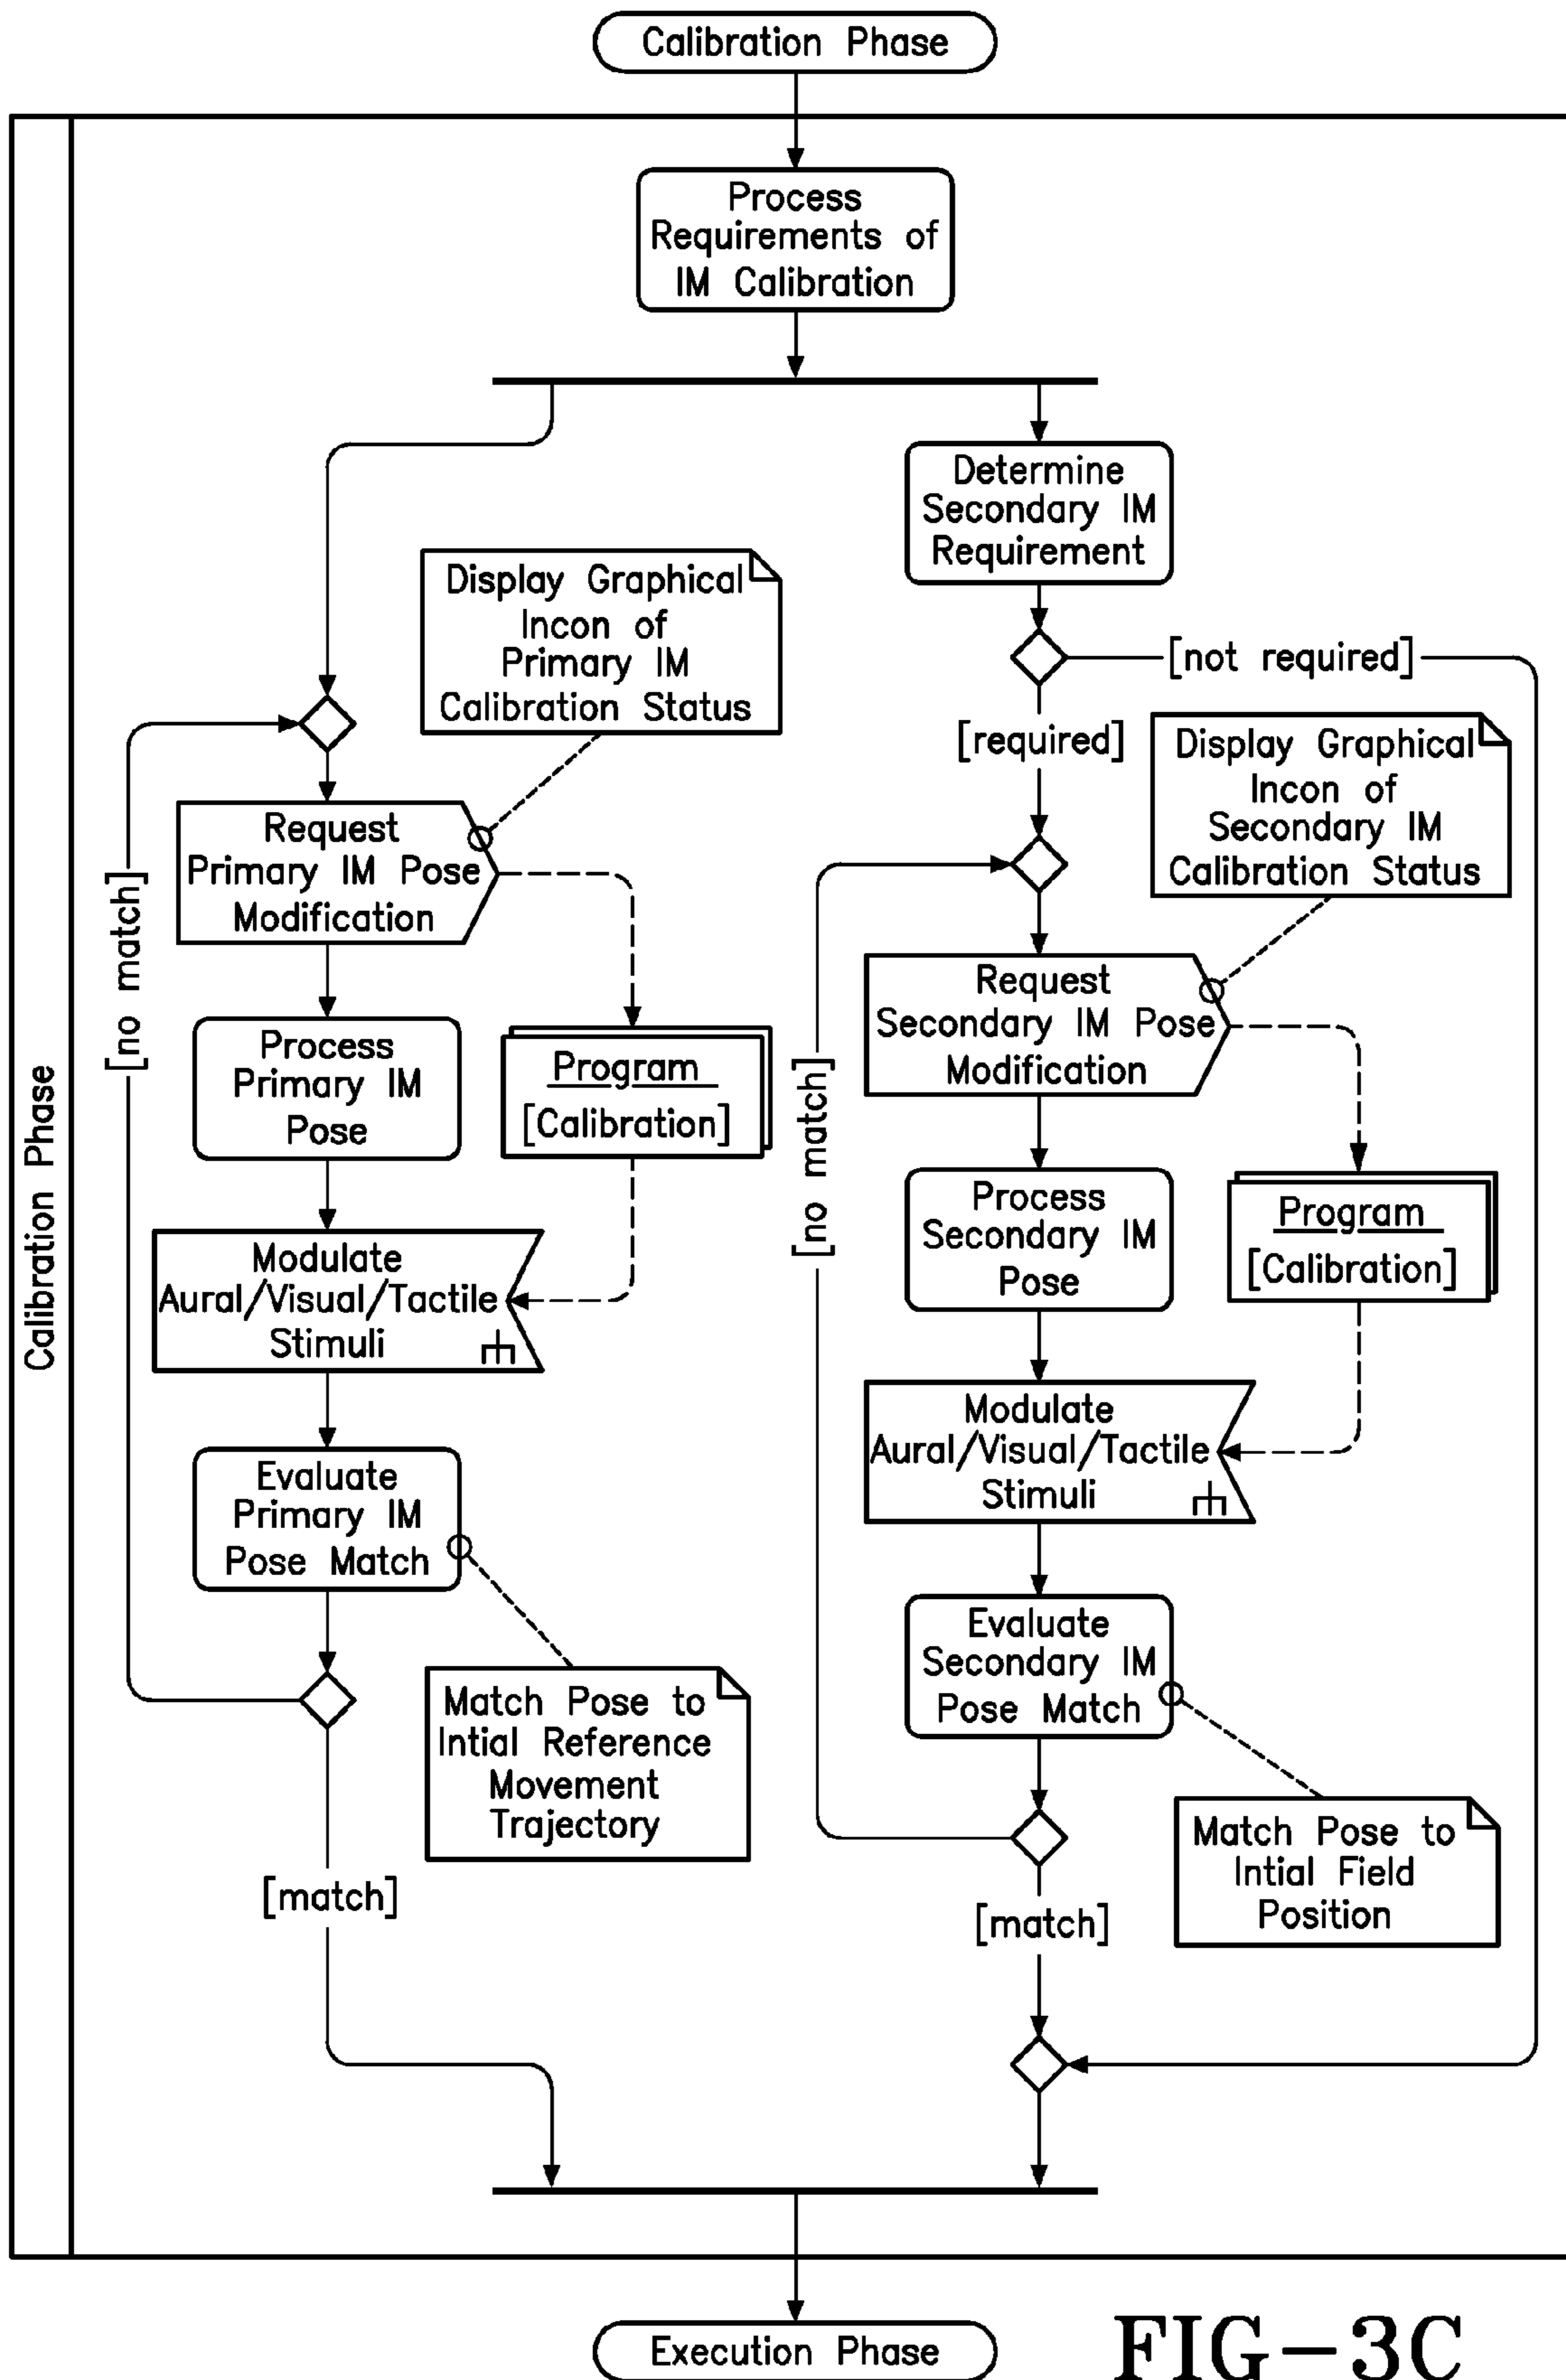 Calibration Phase
Calibration Phase
Process
Requirements of
IM Calibration
Determine
Secondary IM
Requirement
[not required]
[required]
Display Graphical
Incon of
Primary IM
Calibration Status
Display Graphical
Incon of
Secondary IM
Calibration Status
[no match]
Request
Primary IM Pose
Modification
Process
Primary IM
Pose
Program
[Calibration]
Modulate
Aural/Visual/Tactile
Stimuli
Evaluate
Primary IM
Pose Match
Match Pose to
Intial Reference
Movement
Trajectory
[match]
[no match]
Request
Secondary IM Pose
Modification
Process
Secondary IM
Pose
Program
[Calibration]
Modulate
Aural/Visual/Tactile
Stimuli
Evaluate
Secondary IM
Pose Match
Match Pose to
Intial Field
Position
[match]
Execution Phase
FIG-3C